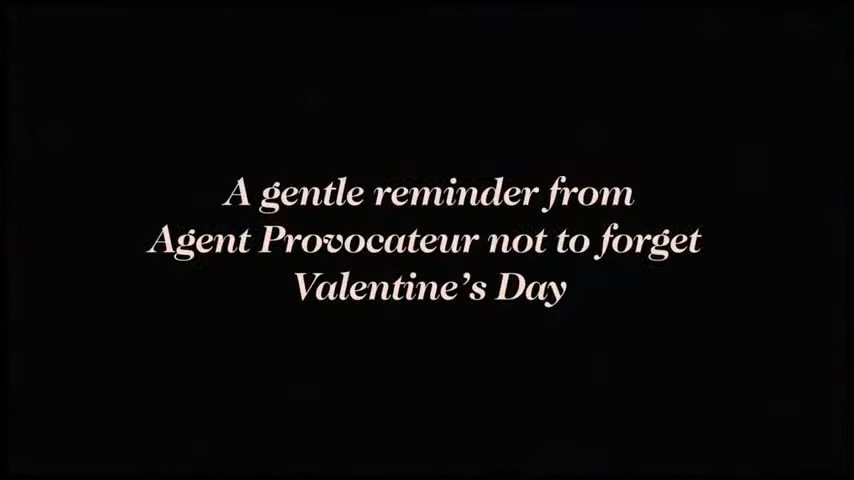 A gentle reminder from
Agent Provocateur not to forget
Valentine’s Day